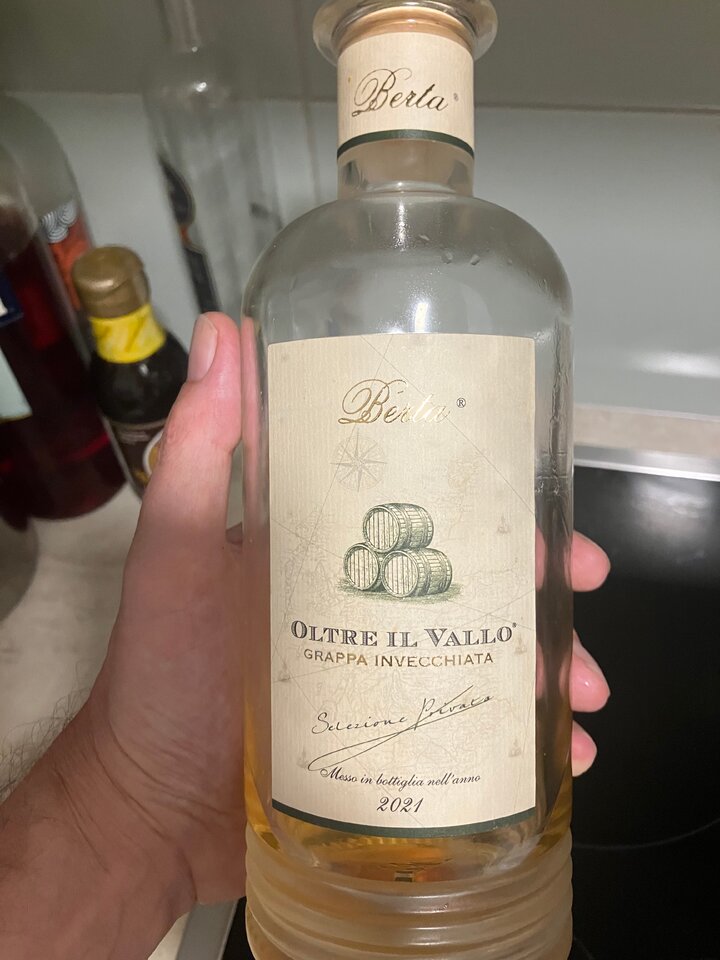 Berta®
Berta®
OLTRE IL VALLO®
GRAPPA INVECCHIATA
Selezione Privata
Messo in bottiglia nell'anno
2021